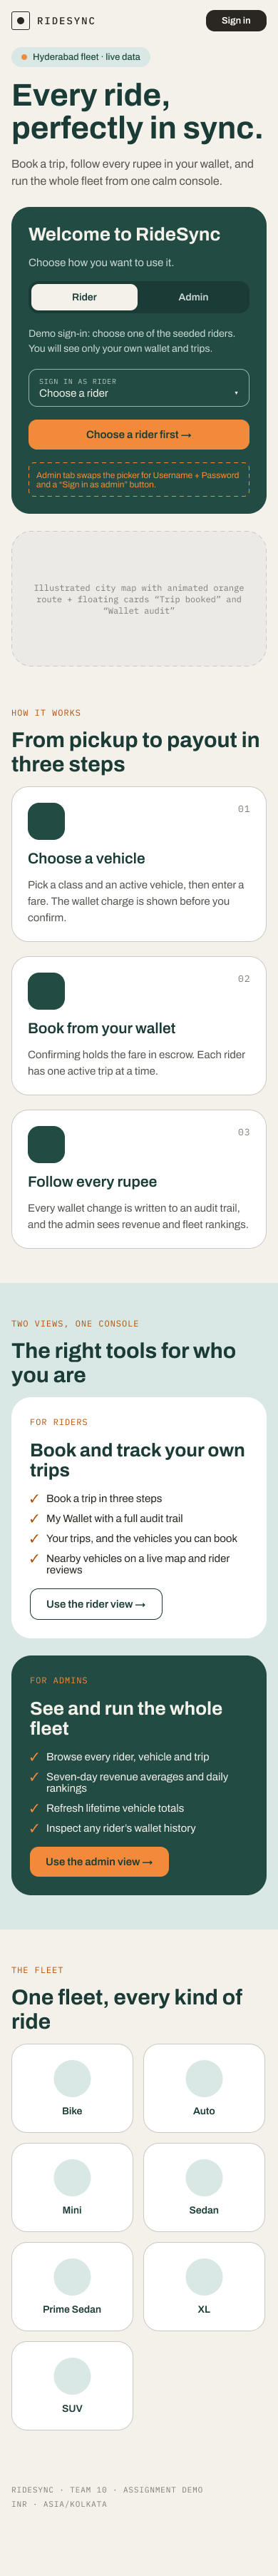 RIDESYNC
Sign in
Hyderabad fleet · live data
Every ride,
perfectly in sync.
Book a trip, follow every rupee in your wallet, and
run the whole fleet from one calm console.
Welcome to RideSync
Choose how you want to use it.
Rider
Admin
Demo sign-in: choose one of the seeded riders.
You will see only your own wallet and trips.
SIGN IN AS RIDER
Choose a rider
Choose a rider first →
Admin tab swaps the picker for Username + Password
and a “Sign in as admin” button.
Illustrated city map with animated orange
route + floating cards “Trip booked” and
“Wallet audit”
HOW IT WORKS
From pickup to payout in
three steps
01
Choose a vehicle
Pick a class and an active vehicle, then enter a
fare. The wallet charge is shown before you
confirm.
02
Book from your wallet
Confirming holds the fare in escrow. Each rider
has one active trip at a time.
03
Follow every rupee
Every wallet change is written to an audit trail,
and the admin sees revenue and fleet rankings.
TWO VIEWS, ONE CONSOLE
The right tools for who
you are
FOR RIDERS
Book and track your own
trips
✓ Book a trip in three steps
✓ My Wallet with a full audit trail
✓ Your trips, and the vehicles you can book
✓ Nearby vehicles on a live map and rider
reviews
Use the rider view →
FOR ADMINS
See and run the whole
fleet
✓ Browse every rider, vehicle and trip
✓ Seven-day revenue averages and daily
rankings
✓ Refresh lifetime vehicle totals
✓ Inspect any rider’s wallet history
Use the admin view →
THE FLEET
One fleet, every kind of
ride
Bike
Auto
Mini
Sedan
Prime Sedan
XL
SUV
RIDESYNC · TEAM 10 · ASSIGNMENT DEMO
INR · ASIA/KOLKATA